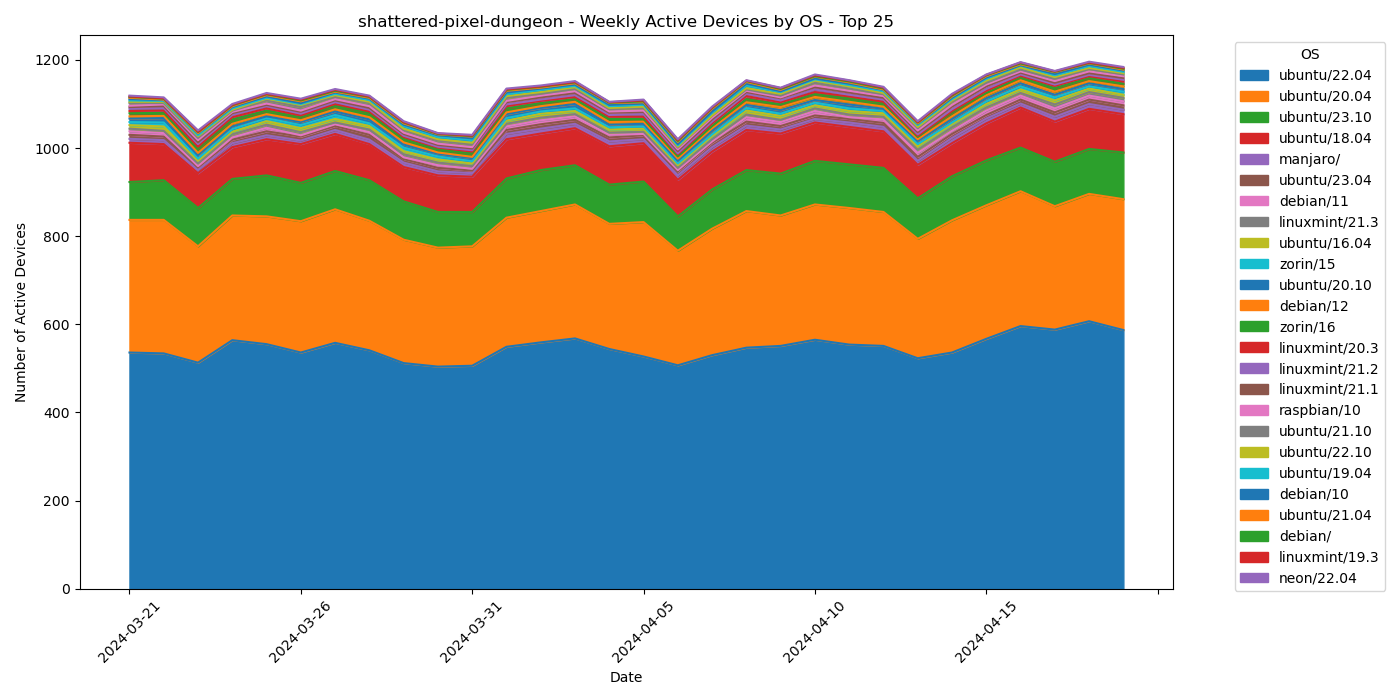 shattered-pixel-dungeon - Weekly Active Devices by OS - Top 25
Number of Active Devices
1200
1000
800
600
400
200
0
2024-03-21
2024-03-26
2024-03-31
2024-04-05
2024-04-10
2024-04-15
Date
OS
ubuntu/22.04
ubuntu/20.04
ubuntu/23.10
ubuntu/18.04
manjaro/
ubuntu/23.04
debian/11
linuxmint/21.3
ubuntu/16.04
zorin/15
ubuntu/20.10
debian/12
zorin/16
linuxmint/20.3
linuxmint/21.2
linuxmint/21.1
raspbian/10
ubuntu/21.10
ubuntu/22.10
ubuntu/19.04
debian/10
ubuntu/21.04
debian/
linuxmint/19.3
neon/22.04